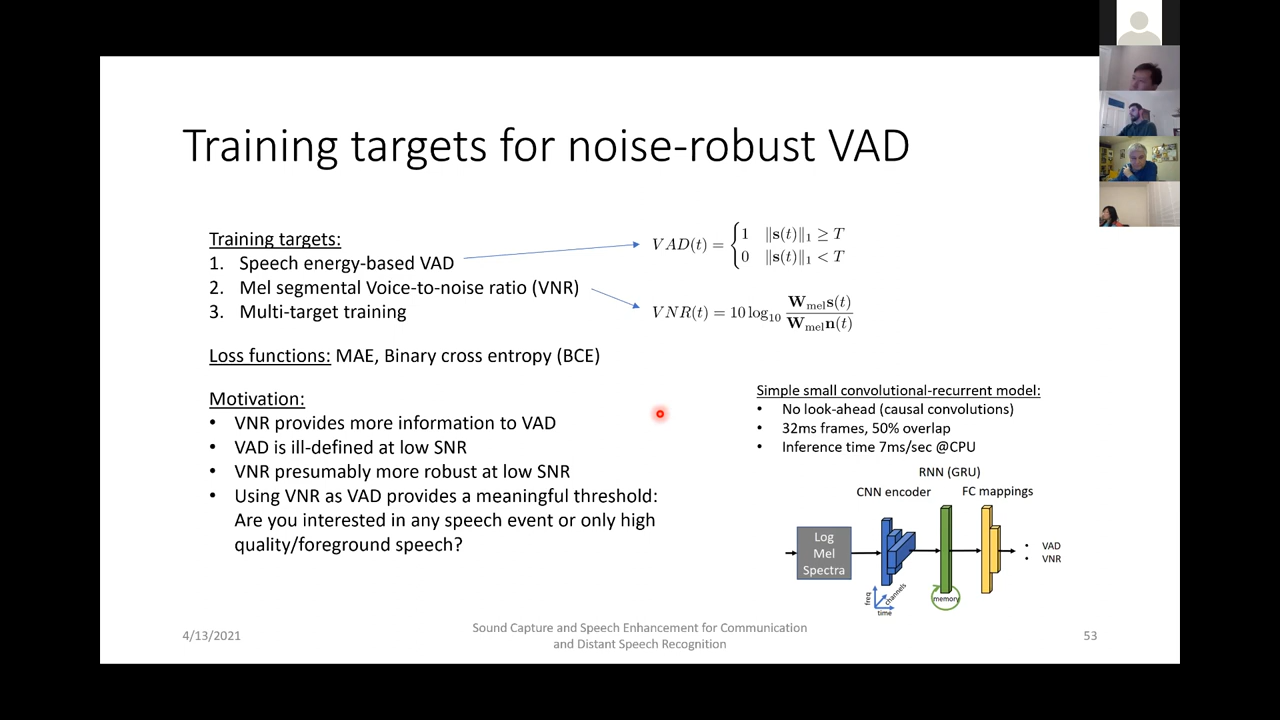 Training targets for noise-robust VAD
Training targets:
1. Speech energy-based VAD
2. Mel segmental Voice-to-noise ratio (VNR)
3. Multi-target training
VAD(t) = { 1 ‖s(t)‖₁ ≥ T
0 ‖s(t)‖₁ < T
VNR(t) = 10 log₁₀ W_mel s(t) / W_mel n(t)
Loss functions: MAE, Binary cross entropy (BCE)
Motivation:
• VNR provides more information to VAD
• VAD is ill-defined at low SNR
• VNR presumably more robust at low SNR
• Using VNR as VAD provides a meaningful threshold:
Are you interested in any speech event or only high
quality/foreground speech?
Simple small convolutional-recurrent model:
• No look-ahead (causal convolutions)
• 32ms frames, 50% overlap
• Inference time 7ms/sec @CPU
RNN (GRU)
CNN encoder
FC mappings
Log
Mel
Spectra
freq
channels
time
memory
• VAD
• VNR
4/13/2021
Sound Capture and Speech Enhancement for Communication
and Distant Speech Recognition
53